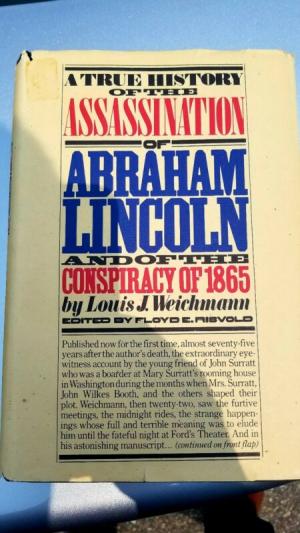 A TRUE HISTORY
OF THE
ASSASSINATION
OF
ABRAHAM
LINCOLN
AND OF THE
CONSPIRACY OF 1865
by Louis J. Weichmann
EDITED BY FLOYD E. RISVOLD
Published now for the first time, almost seventy-five
years after the author's death, the extraordinary eye-
witness account by the young friend of John Surratt
who was a boarder at Mary Surratt's rooming house
in Washington during the months when Mrs. Surratt,
John Wilkes Booth, and the others shaped their
plot. Weichmann, then twenty-two, saw the furtive
meetings, the midnight rides, the strange happen-
ings whose full and terrible meaning was to elude
him until the fateful night at Ford's Theater. And in
his astonishing manuscript... (continued on front flap)